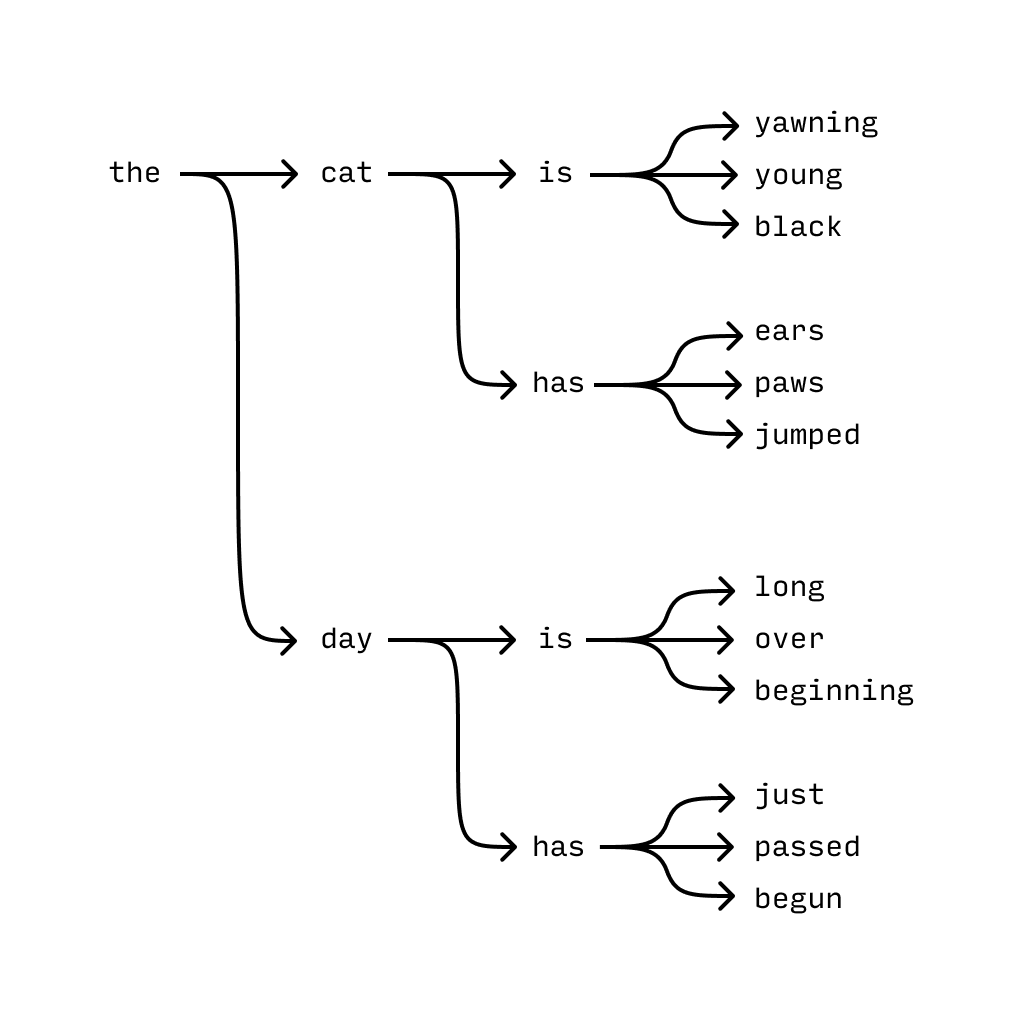 the cat is yawning
young
black
has ears
paws
jumped
day is long
over
beginning
has just
passed
begun